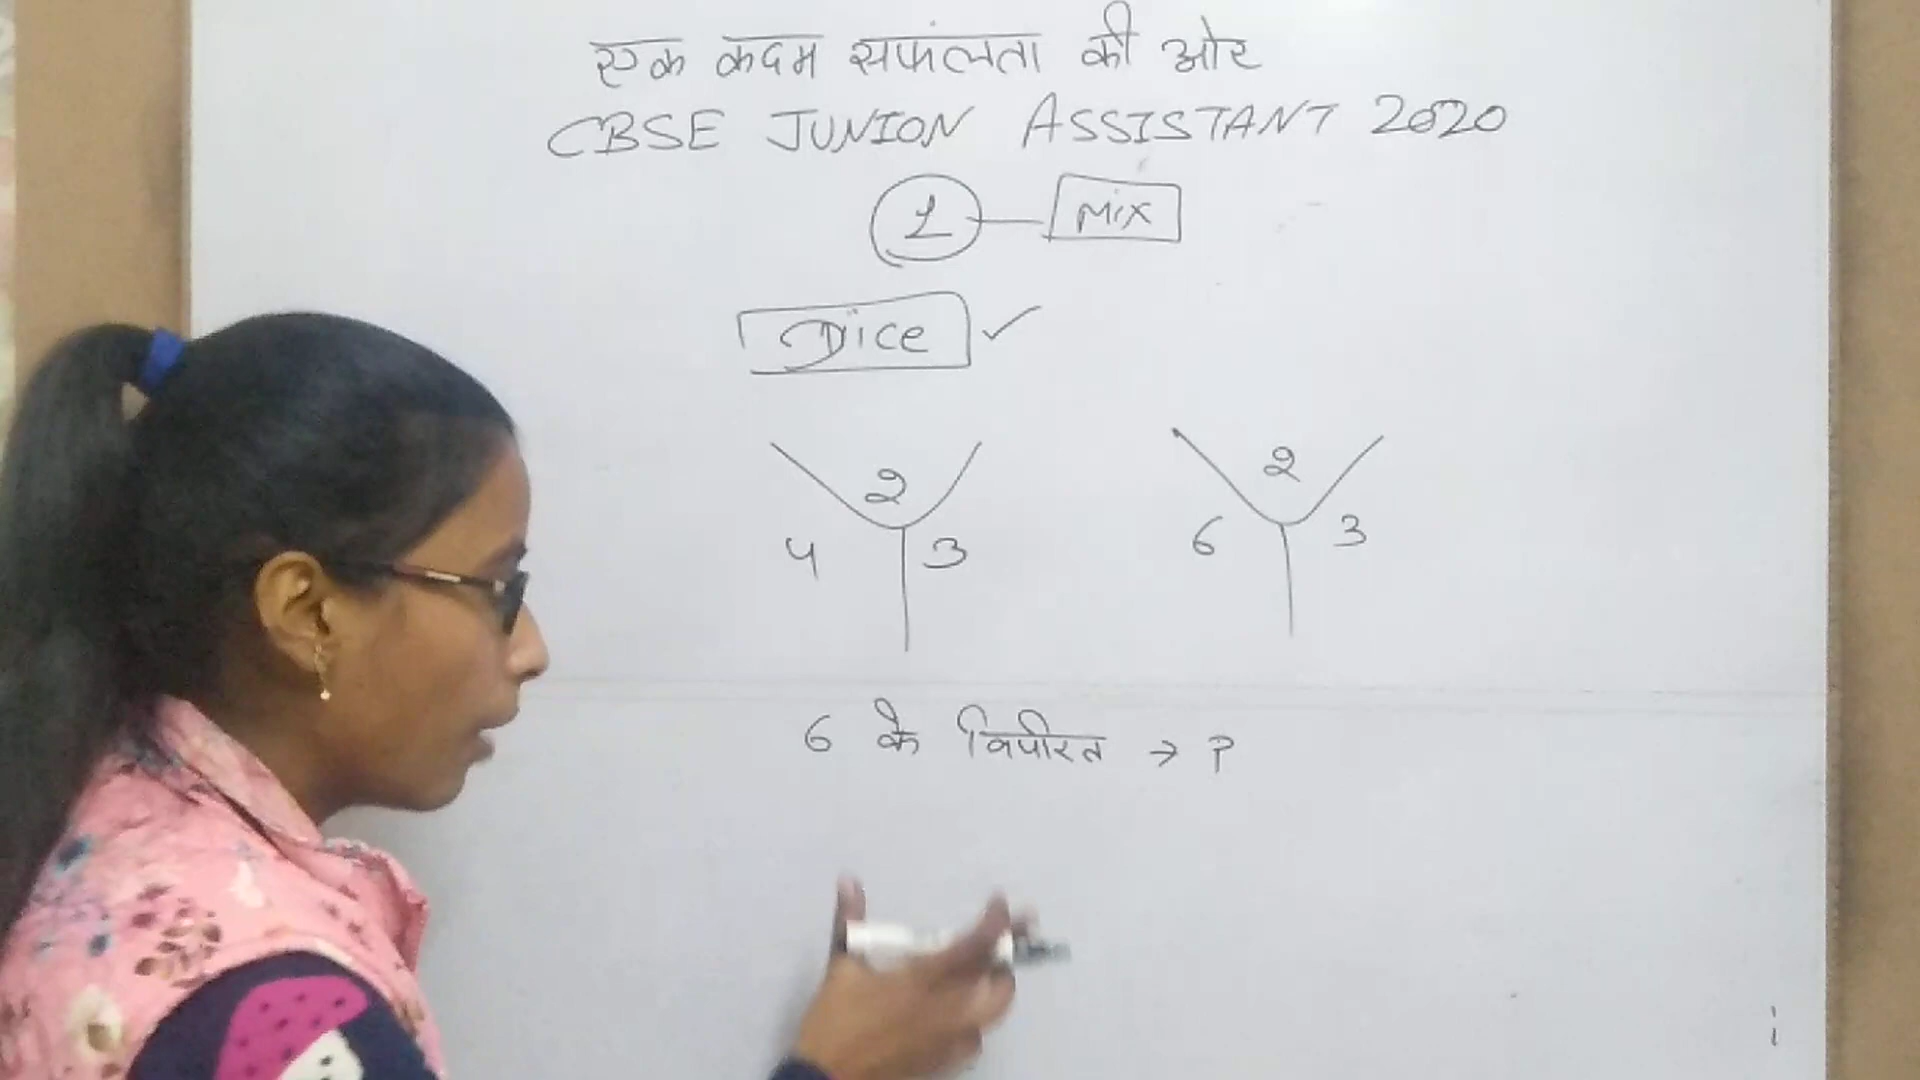 एक कदम सफलता की ओर
CBSE JUNION ASSISTANT 2020
1 Mix
Dice ✓
2 2
4 3 6 3
6 के विपरित → ?